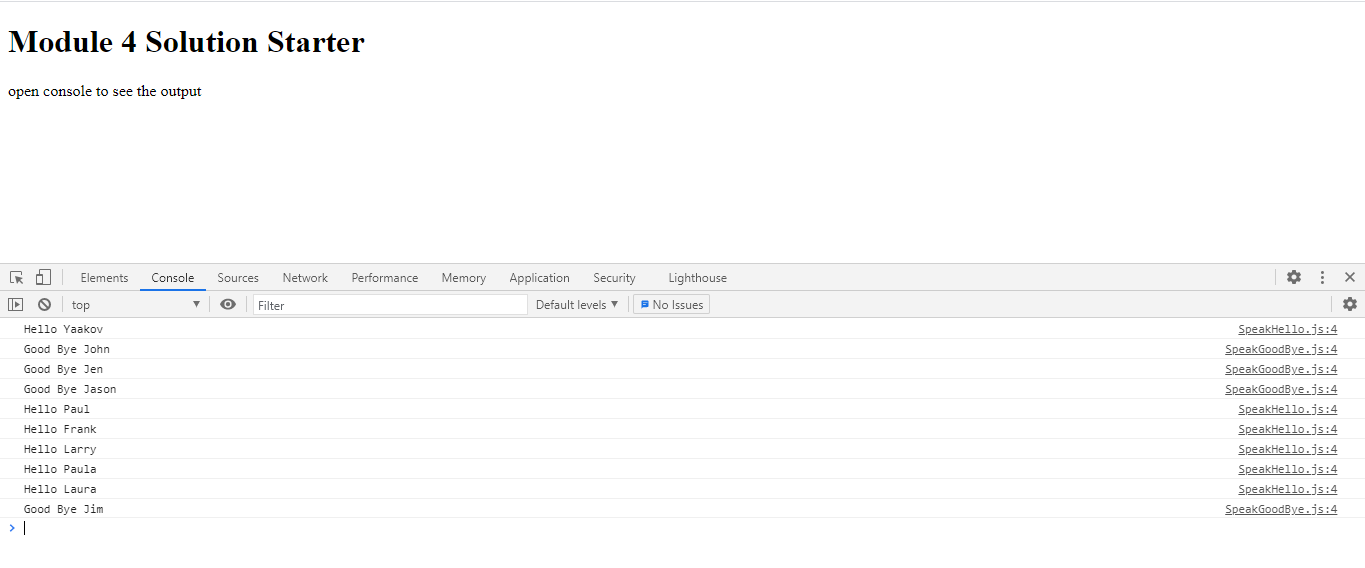 Module 4 Solution Starter
open console to see the output
Elements Console Sources Network Performance Memory Application Security Lighthouse
top Filter Default levels No Issues
Hello Yaakov SpeakHello.js:4
Good Bye John SpeakGoodBye.js:4
Good Bye Jen SpeakGoodBye.js:4
Good Bye Jason SpeakGoodBye.js:4
Hello Paul SpeakHello.js:4
Hello Frank SpeakHello.js:4
Hello Larry SpeakHello.js:4
Hello Paula SpeakHello.js:4
Hello Laura SpeakHello.js:4
Good Bye Jim SpeakGoodBye.js:4